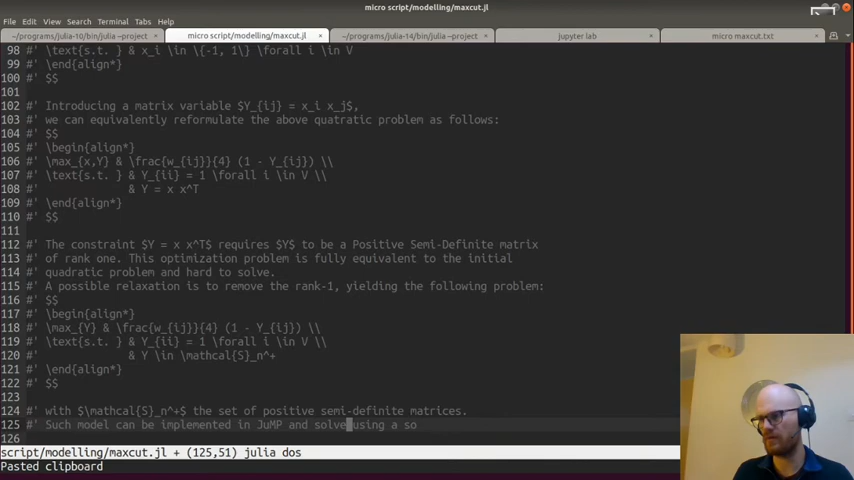 micro script/modelling/maxcut.jl
File Edit View Search Terminal Tabs Help
~/programs/julia-10/bin/julia --project × micro script/modelling/maxcut.jl × ~/programs/julia-14/bin/julia --project × jupyter lab × micro maxcut.txt ×
98 #' \text{s.t. } & x_i \in \{-1, 1\} \forall i \in V
99 #' \end{align*}
100 #' $$
101
102 #' Introducing a matrix variable $Y_{ij} = x_i x_j$,
103 #' we can equivalently reformulate the above quatratic problem as follows:
104 #' $$
105 #' \begin{align*}
106 #' \max_{x,Y} & \frac{w_{ij}}{4} (1 - Y_{ij}) \\
107 #' \text{s.t. } & Y_{ii} = 1 \forall i \in V \\
108 #' & Y = x x^T
109 #' \end{align*}
110 #' $$
111
112 #' The constraint $Y = x x^T$ requires $Y$ to be a Positive Semi-Definite matrix
113 #' of rank one. This optimization problem is fully equivalent to the initial
114 #' quadratic problem and hard to solve.
115 #' A possible relaxation is to remove the rank-1, yielding the following problem:
116 #' $$
117 #' \begin{align*}
118 #' \max_{Y} & \frac{w_{ij}}{4} (1 - Y_{ij}) \\
119 #' \text{s.t. } & Y_{ii} = 1 \forall i \in V \\
120 #' & Y \in \mathcal{S}_n^+
121 #' \end{align*}
122 #' $$
123
124 #' with $\mathcal{S}_n^+$ the set of positive semi-definite matrices.
125 #' Such model can be implemented in JuMP and solve using a so
126
script/modelling/maxcut.jl + (125,51) julia dos
Pasted clipboard